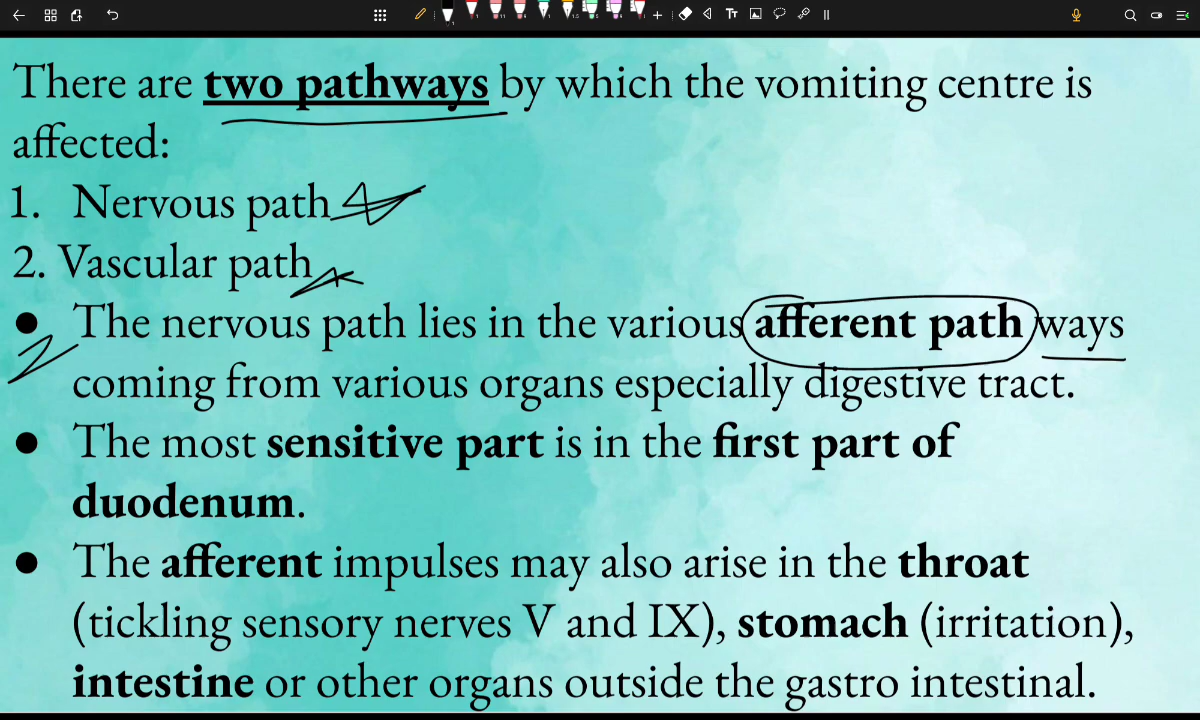 There are two pathways by which the vomiting centre is
affected:
1. Nervous path
2. Vascular path
● The nervous path lies in the various afferent path ways
coming from various organs especially digestive tract.
● The most sensitive part is in the first part of
duodenum.
● The afferent impulses may also arise in the throat
(tickling sensory nerves V and IX), stomach (irritation),
intestine or other organs outside the gastro intestinal.